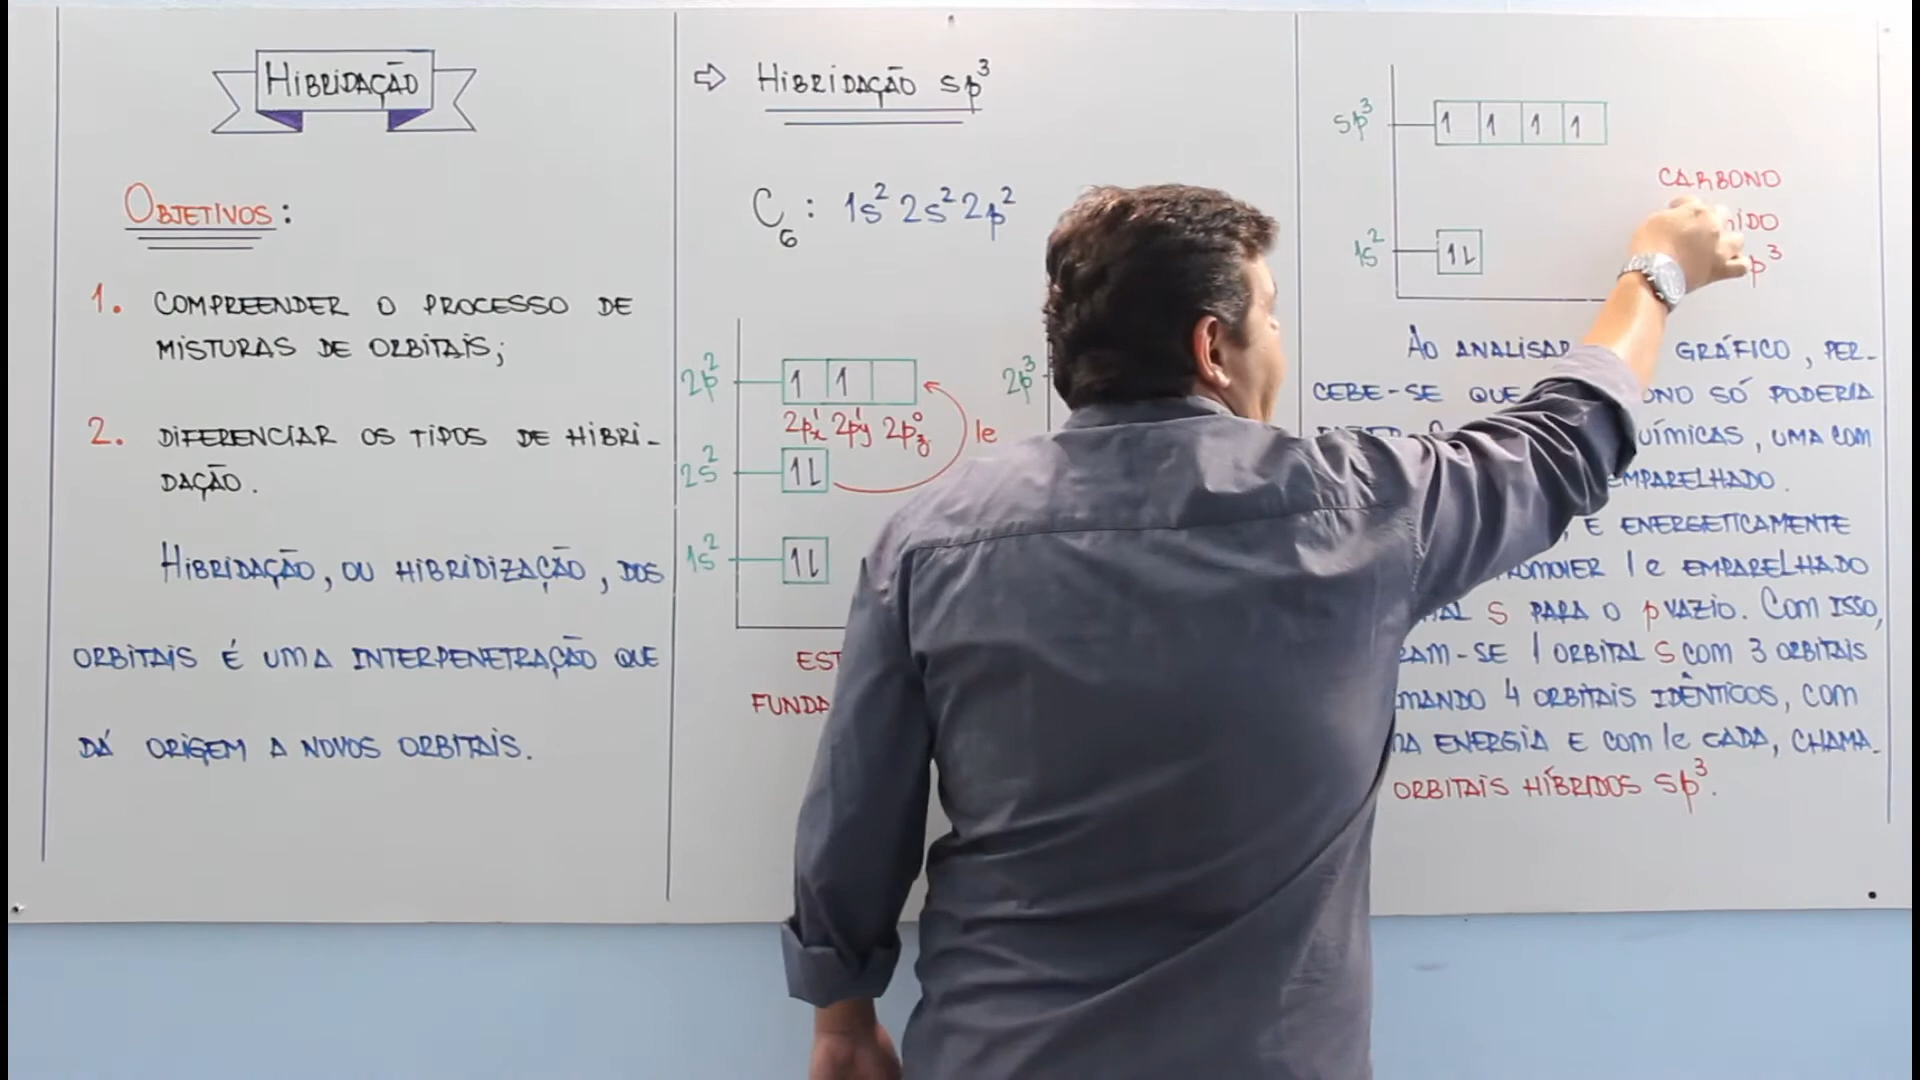 HIBRIDAÇÃO
OBJETIVOS:
1. COMPREENDER O PROCESSO DE
MISTURAS DE ORBITAIS;
2. DIFERENCIAR OS TIPOS DE HIBRI-
DAÇÃO.
HIBRIDAÇÃO, OU HIBRIDIZAÇÃO, DOS
ORBITAIS É UMA INTERPENETRAÇÃO QUE
DÁ ORIGEM A NOVOS ORBITAIS.
⇨ HIBRIDAÇÃO sp³
C₆: 1s² 2s² 2p²
2p² 1 1
2px¹ 2py¹ 2pz⁰
1e
2s² 1L
1s² 1L
2p³
sp³ 1 1 1 1
1s² 1L
CARBONO
p³
AO ANALISAR GRÁFICO, PER-
CEBE-SE QUE SÓ PODERIA
UMA COM
E ENERGETICAMENTE
1e EMPARELHADO
S PARA O p VAZIO. COM ISSO,
1 ORBITAL S COM 3 ORBITAIS
4 ORBITAIS IDÊNTICOS, COM
ENERGIA E COM 1e CADA, CHAMA-
ORBITAIS HÍBRIDOS sp³.